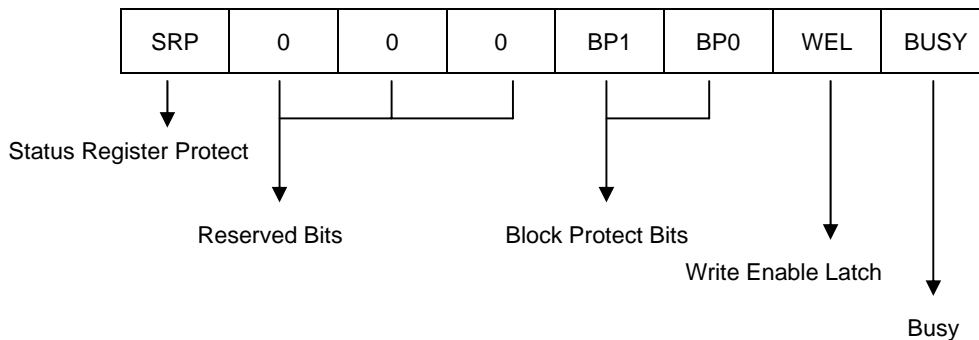 SRP 0 0 0 BP1 BP0 WEL BUSY
Status Register Protect
Reserved Bits
Block Protect Bits
Write Enable Latch
Busy